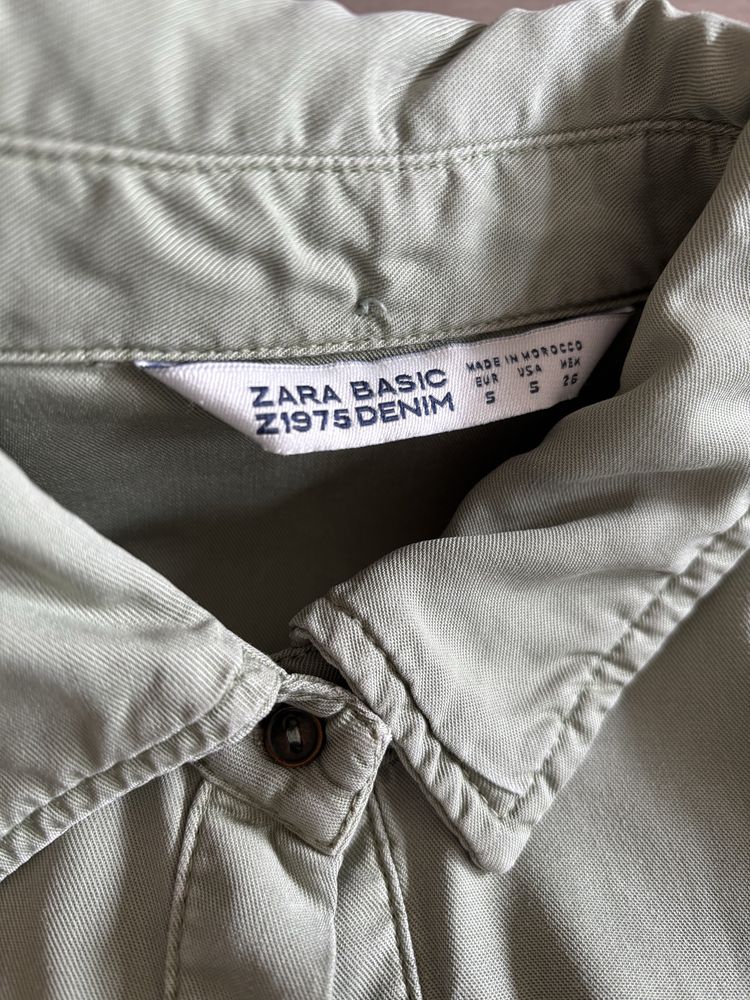 ZARA BASIC
Z1975 DENIM
MADE IN MOROCCO
EUR USA MEX
S S 26